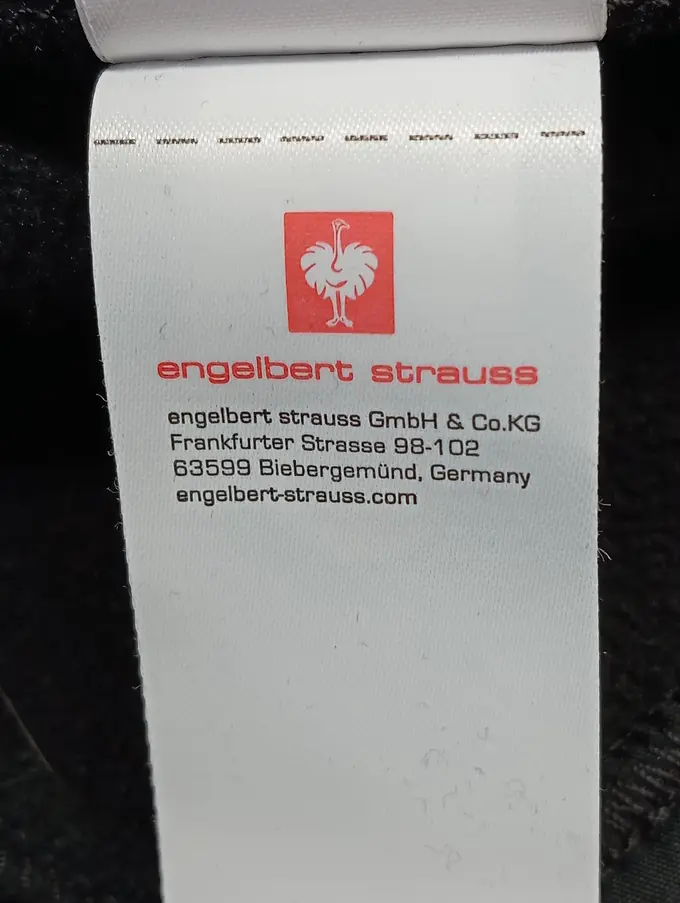 engelbert strauss
engelbert strauss GmbH & Co.KG
Frankfurter Strasse 98-102
63599 Biebergemünd, Germany
engelbert-strauss.com